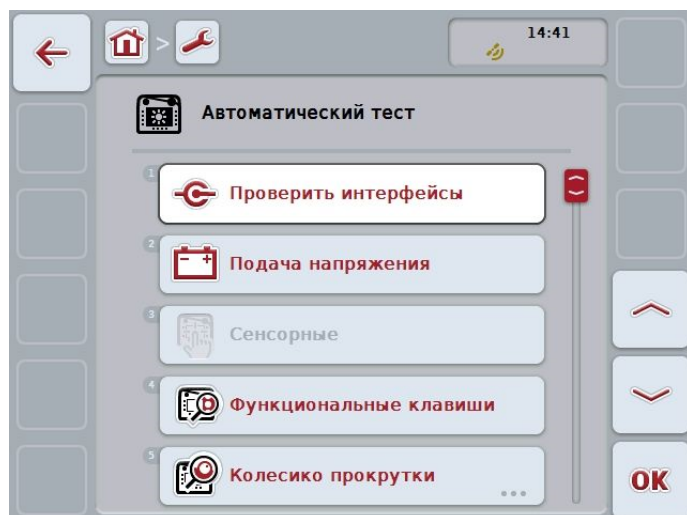 >
14:41
Автоматический тест
1
Проверить интерфейсы
2
Подача напряжения
3
Сенсорные
4
Функциональные клавиши
5
Колесико прокрутки
...
OK